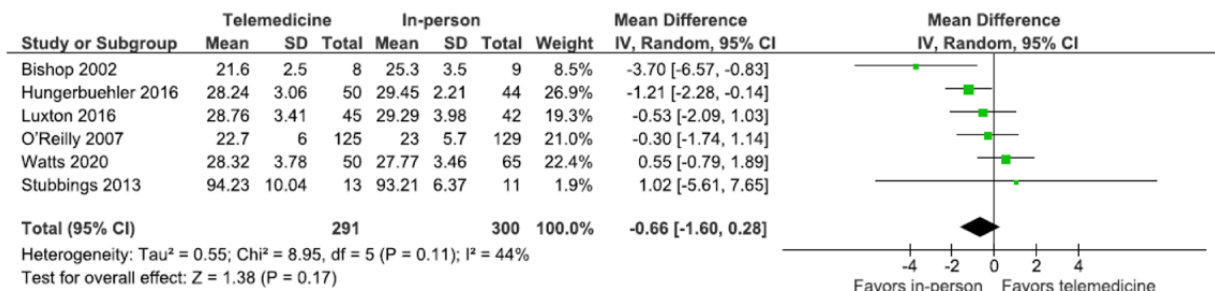 Telemedicine In-person Mean Difference Mean Difference
Study or Subgroup Mean SD Total Mean SD Total Weight IV, Random, 95% CI IV, Random, 95% CI
Bishop 2002 21.6 2.5 8 25.3 3.5 9 8.5% -3.70 [-6.57, -0.83]
Hungerbuehler 2016 28.24 3.06 50 29.45 2.21 44 26.9% -1.21 [-2.28, -0.14]
Luxton 2016 28.76 3.41 45 29.29 3.98 42 19.3% -0.53 [-2.09, 1.03]
O'Reilly 2007 22.7 6 125 23 5.7 129 21.0% -0.30 [-1.74, 1.14]
Watts 2020 28.32 3.78 50 27.77 3.46 65 22.4% 0.55 [-0.79, 1.89]
Stubbings 2013 94.23 10.04 13 93.21 6.37 11 1.9% 1.02 [-5.61, 7.65]
Total (95% CI) 291 300 100.0% -0.66 [-1.60, 0.28]
Heterogeneity: Tau² = 0.55; Chi² = 8.95, df = 5 (P = 0.11); I² = 44%
Test for overall effect: Z = 1.38 (P = 0.17)
-4 -2 0 2 4
Favors in-person Favors telemedicine